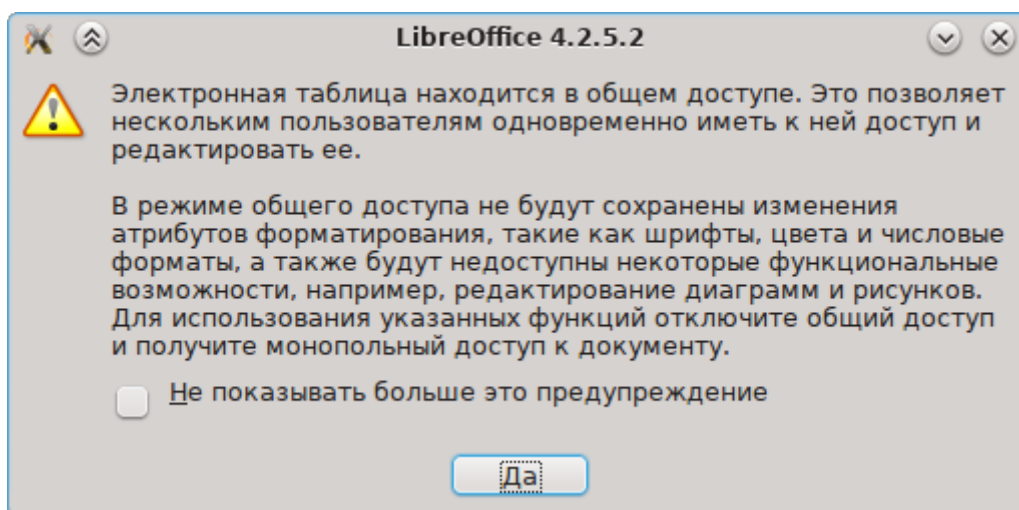 LibreOffice 4.2.5.2
Электронная таблица находится в общем доступе. Это позволяет
нескольким пользователям одновременно иметь к ней доступ и
редактировать ее.
В режиме общего доступа не будут сохранены изменения
атрибутов форматирования, такие как шрифты, цвета и числовые
форматы, а также будут недоступны некоторые функциональные
возможности, например, редактирование диаграмм и рисунков.
Для использования указанных функций отключите общий доступ
и получите монопольный доступ к документу.
Не показывать больше это предупреждение
Да